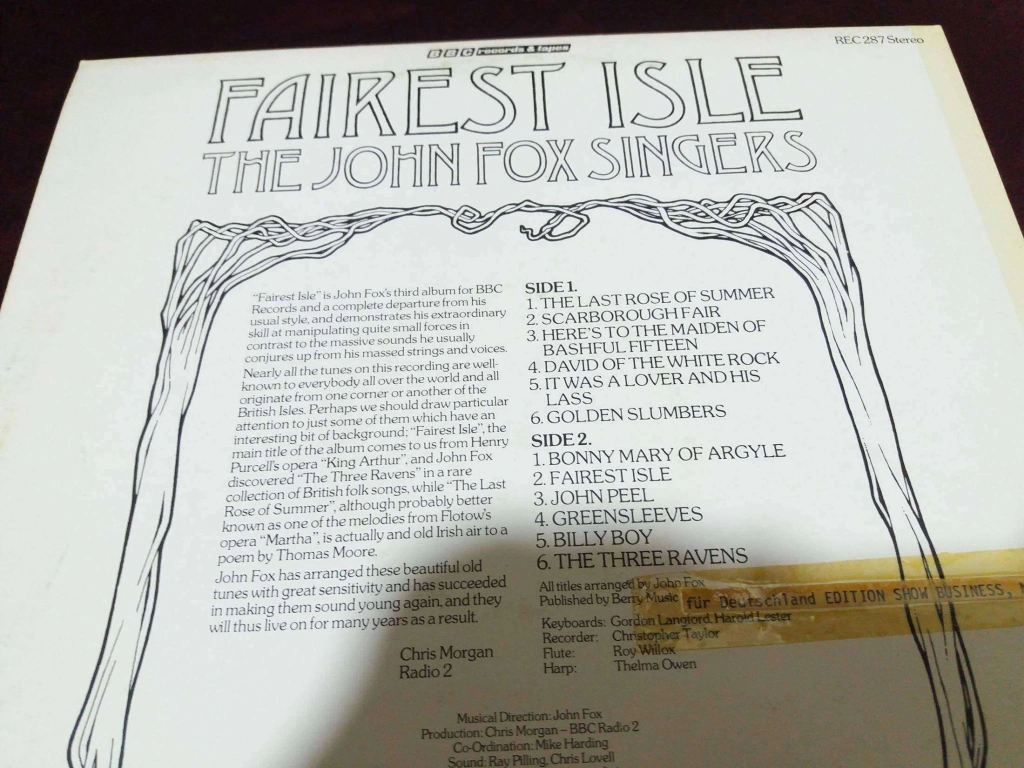 BBC records & tapes
REC 287 Stereo
FAIREST ISLE
THE JOHN FOX SINGERS
"Fairest Isle" is John Fox's third album for BBC
Records and a complete departure from his
usual style, and demonstrates his extraordinary
skill at manipulating quite small forces in
contrast to the massive sounds he usually
conjures up from his massed strings and voices.
Nearly all the tunes on this recording are well-
known to everybody all over the world and all
originate from one corner or another of the
British Isles. Perhaps we should draw particular
attention to just some of them which have an
interesting bit of background; "Fairest Isle", the
main title of the album comes to us from Henry
Purcell's opera "King Arthur", and John Fox
discovered "The Three Ravens" in a rare
collection of British folk songs, while "The Last
Rose of Summer", although probably better
known as one of the melodies from Flotow's
opera "Martha", is actually and old Irish air to a
poem by Thomas Moore.
John Fox has arranged these beautiful old
tunes with great sensitivity and has succeeded
in making them sound young again, and they
will thus live on for many years as a result.
Chris Morgan
Radio 2
SIDE 1.
1. THE LAST ROSE OF SUMMER
2. SCARBOROUGH FAIR
3. HERE'S TO THE MAIDEN OF
BASHFUL FIFTEEN
4. DAVID OF THE WHITE ROCK
5. IT WAS A LOVER AND HIS
LASS
6. GOLDEN SLUMBERS
SIDE 2.
1. BONNY MARY OF ARGYLE
2. FAIREST ISLE
3. JOHN PEEL
4. GREENSLEEVES
5. BILLY BOY
6. THE THREE RAVENS
All titles arranged by John Fox
Published by Berry Music
für Deutschland EDITION SHOW BUSINESS,
Keyboards: Gordon Langford, Harold Lester
Recorder: Christopher Taylor
Flute: Roy Willox
Harp: Thelma Owen
Musical Direction: John Fox
Production: Chris Morgan – BBC Radio 2
Co-Ordination: Mike Harding
Sound: Ray Pilling, Chris Lovell